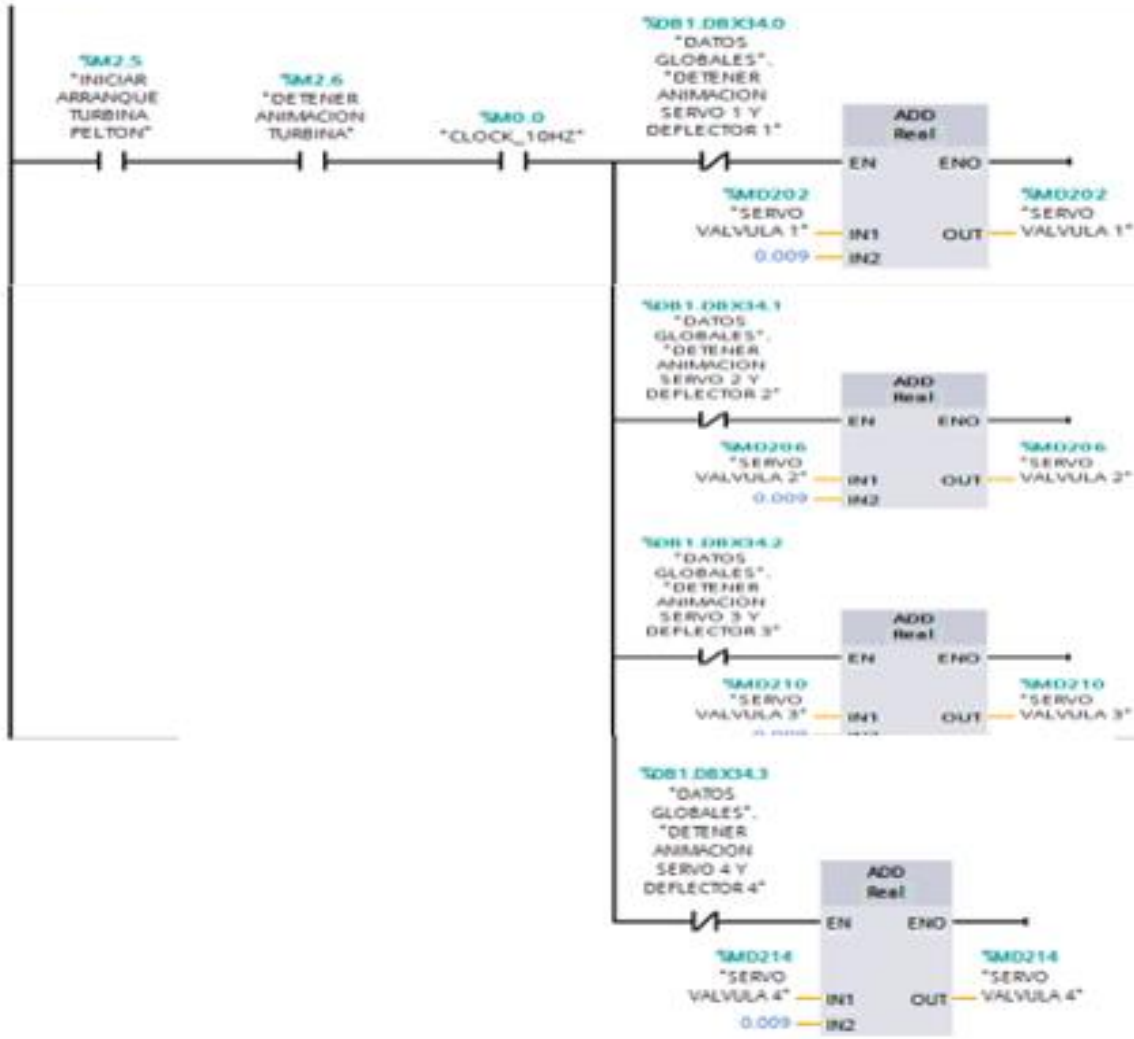 %M2.5
"INICIAR
ARRANQUE
TURBINA
PELTON"
%M2.6
"DETENER
ANIMACION
TURBINA"
%M0.0
"CLOCK_10HZ"
%DB1.DBX34.0
"DATOS
GLOBALES".
"DETENER
ANIMACION
SERVO 1 Y
DEFLECTOR 1"
ADD
Real
EN ENO
%MD202
"SERVO
VALVULA 1"
IN1
0.009
IN2
OUT
%MD202
"SERVO
VALVULA 1"
%DB1.DBX34.1
"DATOS
GLOBALES".
"DETENER
ANIMACION
SERVO 2 Y
DEFLECTOR 2"
ADD
Real
EN ENO
%MD206
"SERVO
VALVULA 2"
IN1
0.009
IN2
OUT
%MD206
"SERVO
VALVULA 2"
%DB1.DBX34.2
"DATOS
GLOBALES".
"DETENER
ANIMACION
SERVO 3 Y
DEFLECTOR 3"
ADD
Real
EN ENO
%MD210
"SERVO
VALVULA 3"
IN1
OUT
%MD210
"SERVO
VALVULA 3"
%DB1.DBX34.3
"DATOS
GLOBALES".
"DETENER
ANIMACION
SERVO 4 Y
DEFLECTOR 4"
ADD
Real
EN ENO
%MD214
"SERVO
VALVULA 4"
IN1
0.009
IN2
OUT
%MD214
"SERVO
VALVULA 4"